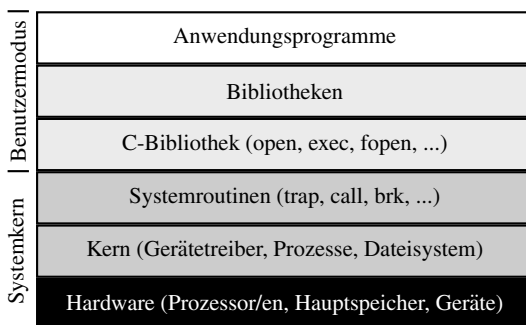 Benutzermodus
Anwendungsprogramme
Bibliotheken
C-Bibliothek (open, exec, fopen, ...)
Systemkern
Systemroutinen (trap, call, brk, ...)
Kern (Gerätetreiber, Prozesse, Dateisystem)
Hardware (Prozessor/en, Hauptspeicher, Geräte)